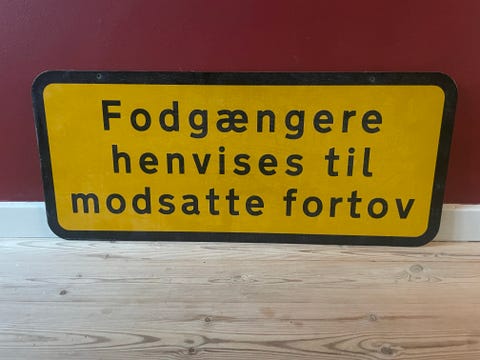 Fodgængere
henvises til
modsatte fortov